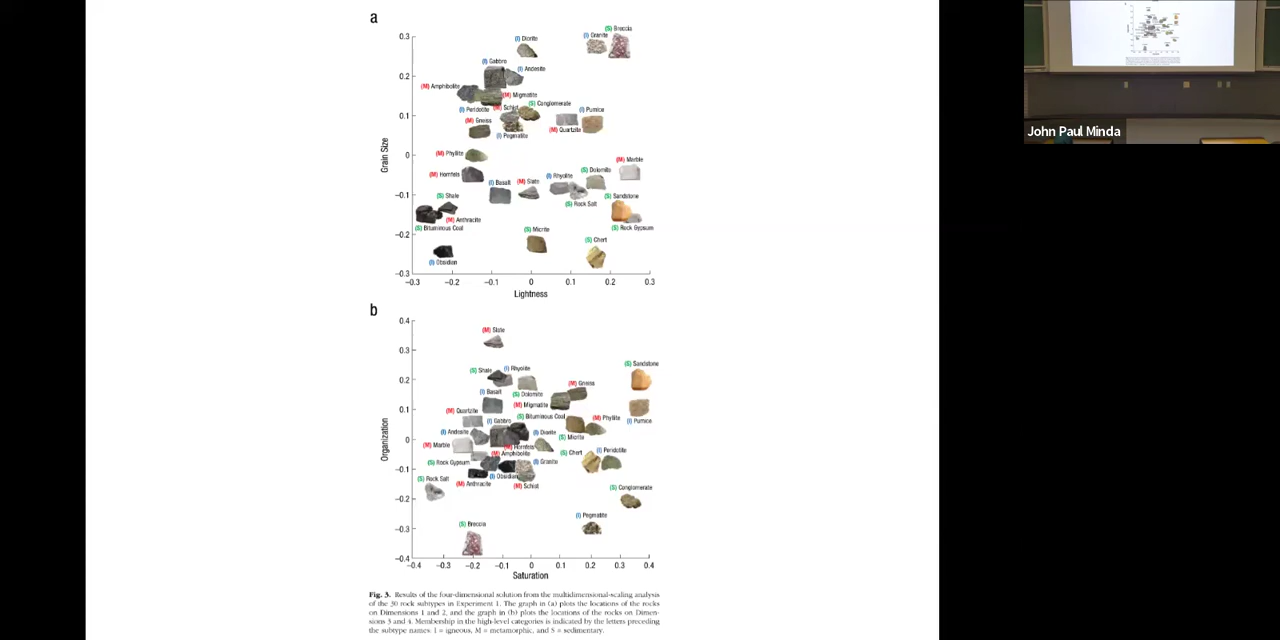 a
0.3
0.2
0.1
0
−0.1
−0.2
−0.3
Grain Size
(I) Diorite
(S) Breccia
(I) Granite
(I) Gabbro
(I) Andesite
(M) Amphibolite
(M) Migmatite
(I) Peridotite
(M) Schist
(S) Conglomerate
(I) Pumice
(M) Gneiss
(I) Pegmatite
(M) Quartzite
(M) Phyllite
(M) Marble
(M) Hornfels
(I) Basalt
(M) Slate
(I) Rhyolite
(S) Dolomite
(S) Shale
(S) Rock Salt
(S) Sandstone
(M) Anthracite
(S) Bituminous Coal
(S) Rock Gypsum
(S) Micrite
(S) Chert
(I) Obsidian
−0.3 −0.2 −0.1 0 0.1 0.2 0.3
Lightness
b
0.4
0.3
0.2
0.1
0
−0.1
−0.2
−0.3
−0.4
Organization
(M) Slate
(S) Sandstone
(S) Shale
(I) Rhyolite
(M) Gneiss
(I) Basalt
(S) Dolomite
(M) Migmatite
(M) Quartzite
(S) Bituminous Coal
(M) Phyllite
(I) Pumice
(I) Gabbro
(I) Andesite
(I) Diorite
(S) Micrite
(M) Marble
(M) Hornfels
(M) Amphibolite
(S) Chert
(I) Peridotite
(S) Rock Gypsum
(I) Granite
(S) Rock Salt
(I) Obsidian
(M) Anthracite
(M) Schist
(S) Conglomerate
(I) Pegmatite
(S) Breccia
−0.4 −0.3 −0.2 −0.1 0 0.1 0.2 0.3 0.4
Saturation
Fig. 3. Results of the four-dimensional solution from the multidimensional-scaling analysis
of the 30 rock subtypes in Experiment 1. The graph in (a) plots the locations of the rocks
on Dimensions 1 and 2, and the graph in (b) plots the locations of the rocks on Dimen-
sions 3 and 4. Membership in the high-level categories is indicated by the letters preceding
the subtype names. I = igneous, M = metamorphic, and S = sedimentary.
John Paul Minda